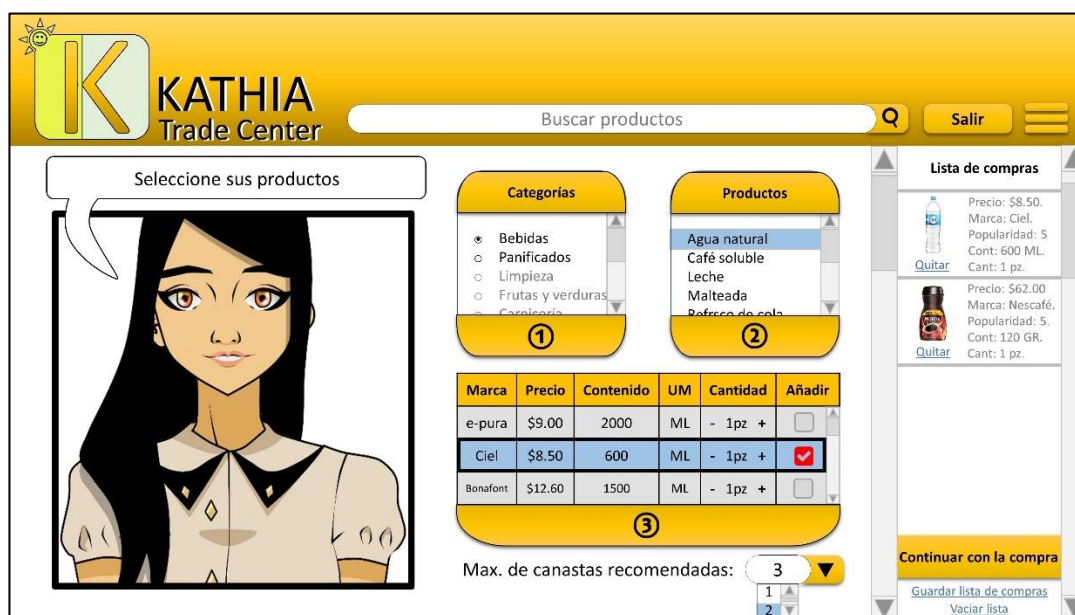 K
KATHIA
Trade Center
Buscar productos
Salir
Seleccione sus productos
Categorías
Bebidas
Panificados
Limpieza
Frutas y verduras
Carnicería
1
Productos
Agua natural
Café soluble
Leche
Malteada
Refrsco de cola
2
Marca Precio Contenido UM Cantidad Añadir
e-pura $9.00 2000 ML - 1pz +
Ciel $8.50 600 ML - 1pz +
Bonafont $12.60 1500 ML - 1pz +
3
Max. de canastas recomendadas: 3
1
2
Lista de compras
Precio: $8.50.
Marca: Ciel.
Popularidad: 5
Cont: 600 ML.
Quitar Cant: 1 pz.
Precio: $62.00
Marca: Nescafé.
Popularidad: 5.
Cont: 120 GR.
Quitar Cant: 1 pz.
Continuar con la compra
Guardar lista de compras
Vaciar lista